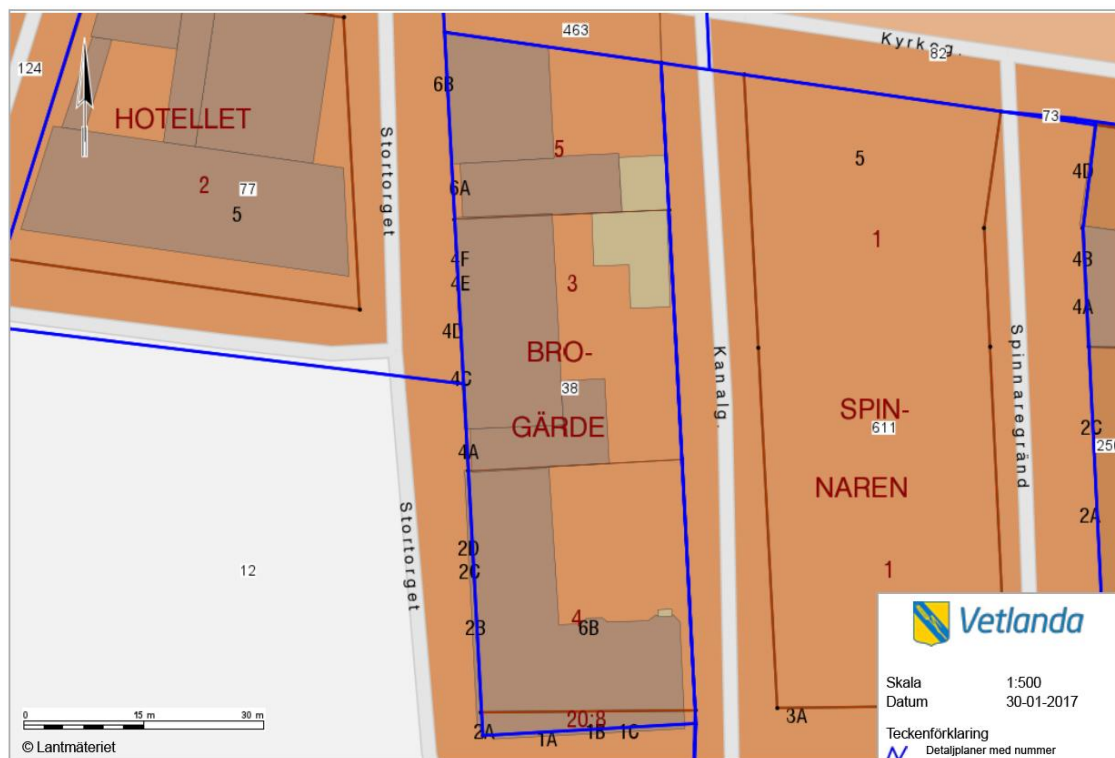 463
Kyrkog.
82
124
6B
73
HOTELLET
Stortorget
5
5
4D
2
77
6A
5
1
4F
4B
4E
3
4A
4D
BRO-
Kanalg.
Spinnaregränd
4C
38
SPIN-
GÄRDE
611
2C
4A
250
NAREN
Stortorget
2A
2D
12
2C
1
4
2B
6B
20:8
3A
2A
1A
1B
1C
0
15 m
30 m
© Lantmäteriet
Vetlanda
Skala 1:500
Datum 30-01-2017
Teckenförklaring
Detaljplaner med nummer